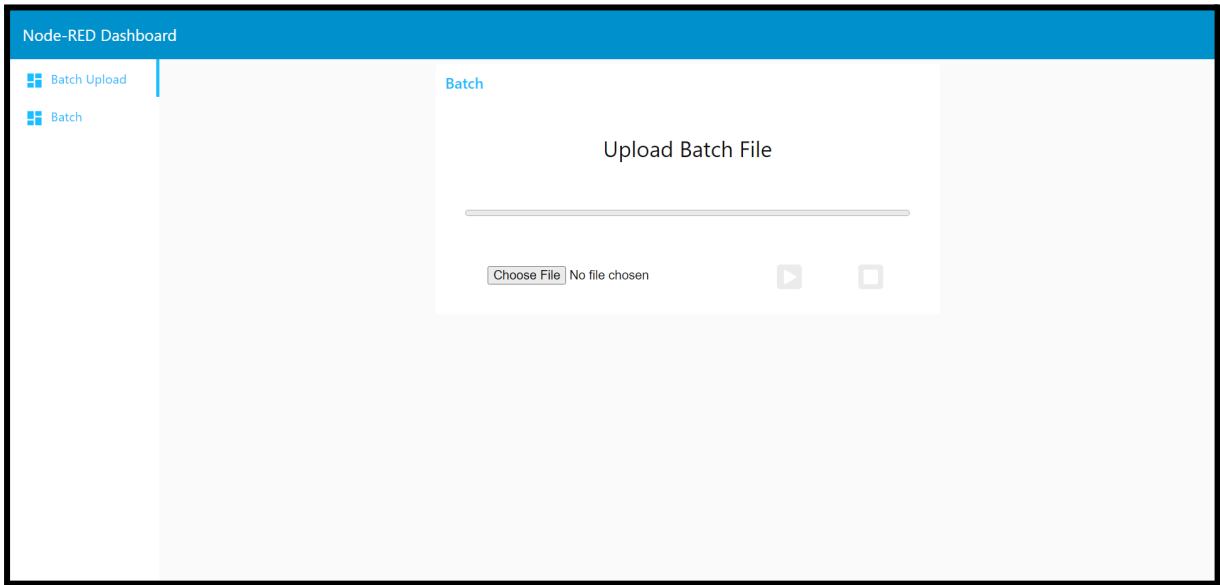 Node-RED Dashboard
Batch Upload
Batch
Batch
Upload Batch File
Choose File No file chosen